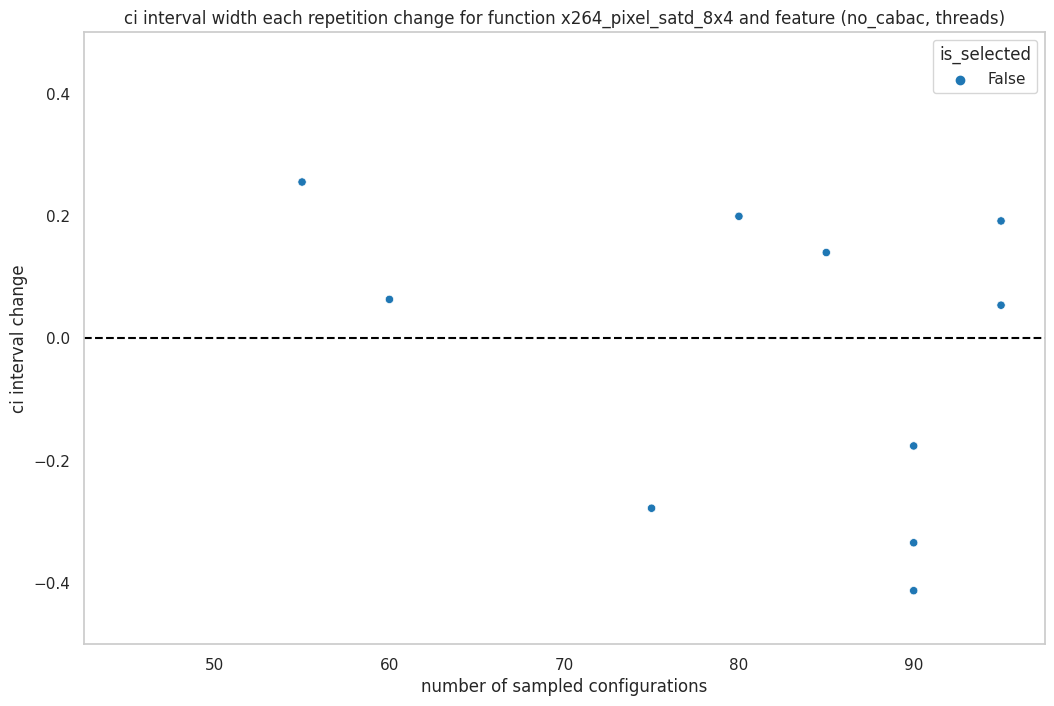 ci interval width each repetition change for function x264_pixel_satd_8x4 and feature (no_cabac, threads)
is_selected
False
ci interval change
0.4
0.2
0.0
−0.2
−0.4
50 60 70 80 90
number of sampled configurations